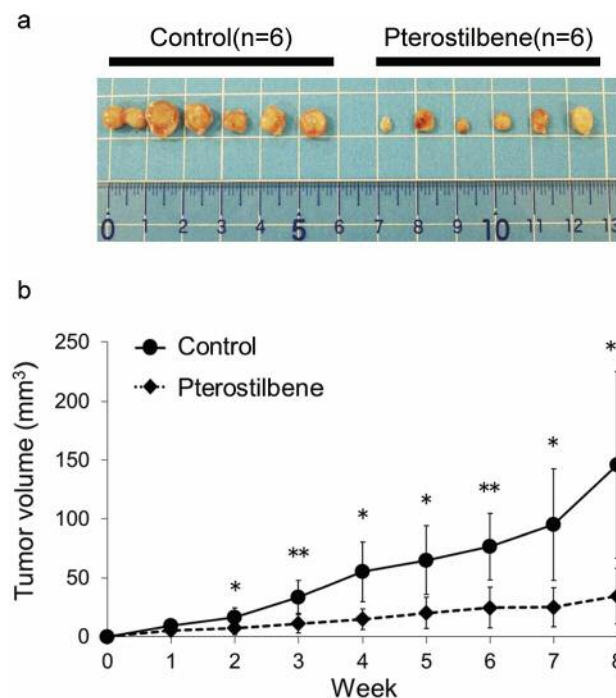 a
Control(n=6) Pterostilbene(n=6)
0 1 2 3 4 5 6 7 8 9 10 11 12 13
b
250
200
150
100
50
0
Tumor volume (mm³)
Control
Pterostilbene
* ** * * ** * *
0 1 2 3 4 5 6 7 8
Week